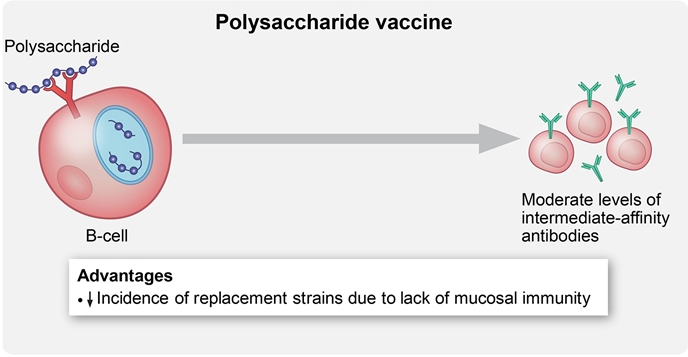 Polysaccharide vaccine
Polysaccharide
B-cell
Moderate levels of
intermediate-affinity
antibodies
Advantages
• ↓ Incidence of replacement strains due to lack of mucosal immunity